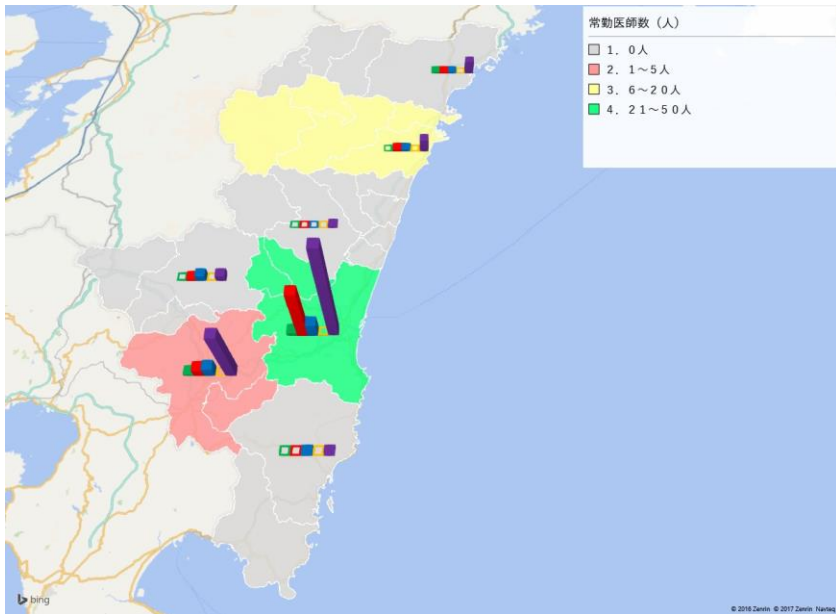 常勤医師数（人）
１．０人
２．１～５人
３．６～２０人
４．２１～５０人
bing
© 2016 Zenrin © 2017 Zenrin Navteq